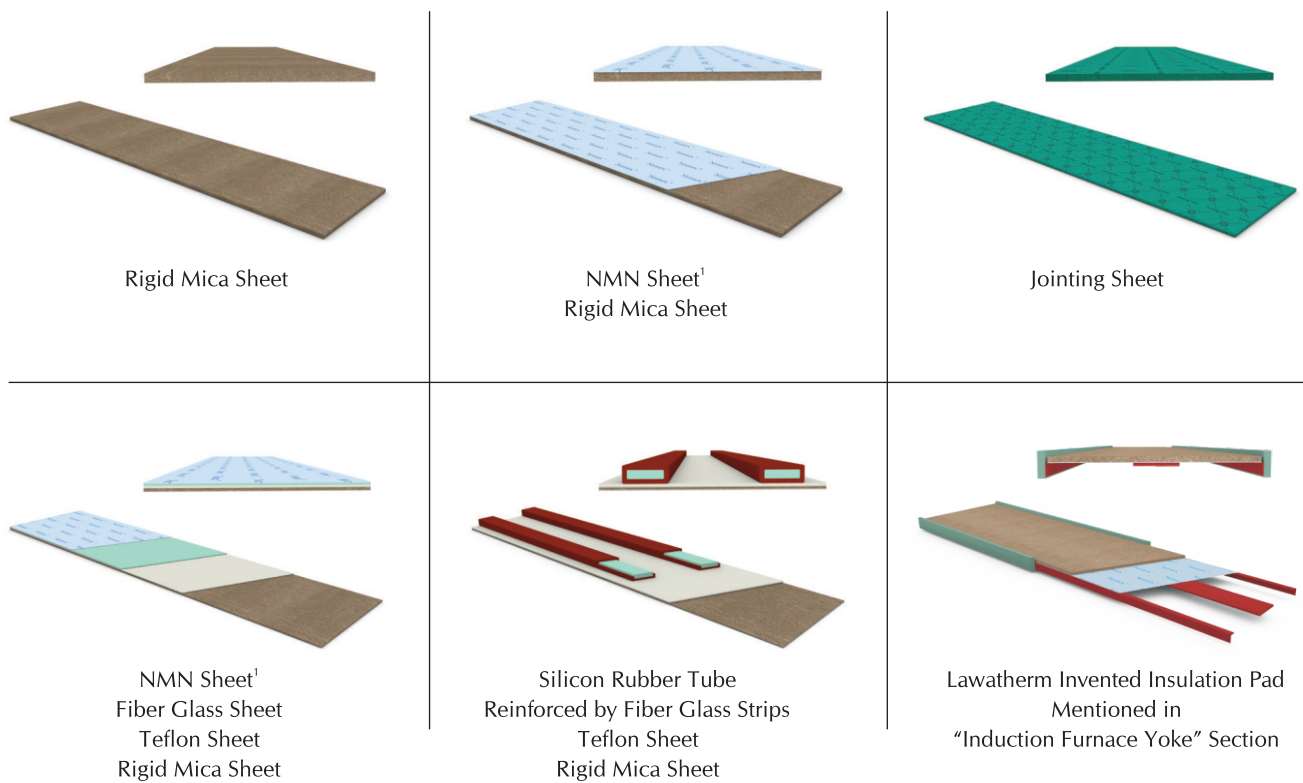 Rigid Mica Sheet
NMN Sheet¹
Rigid Mica Sheet
Jointing Sheet
NMN Sheet¹
Fiber Glass Sheet
Teflon Sheet
Rigid Mica Sheet
Silicon Rubber Tube
Reinforced by Fiber Glass Strips
Teflon Sheet
Rigid Mica Sheet
Lawatherm Invented Insulation Pad
Mentioned in
“Induction Furnace Yoke” Section